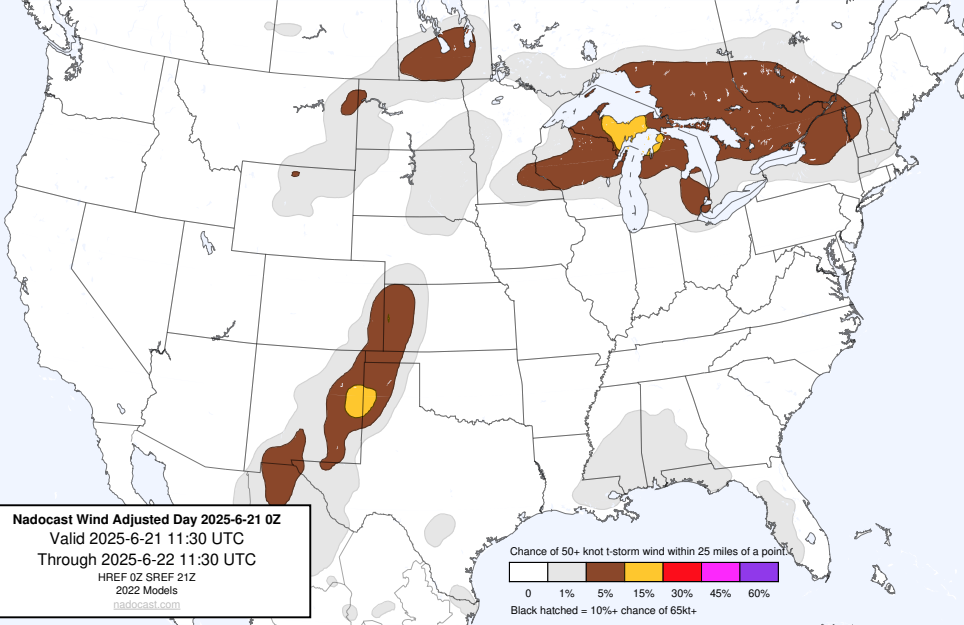 Nadocast Wind Adjusted Day 2025-6-21 0Z
Valid 2025-6-21 11:30 UTC
Through 2025-6-22 11:30 UTC
HREF 0Z SREF 21Z
2022 Models
nadocast.com
Chance of 50+ knot t-storm wind within 25 miles of a point.
0 1% 5% 15% 30% 45% 60%
Black hatched = 10%+ chance of 65kt+